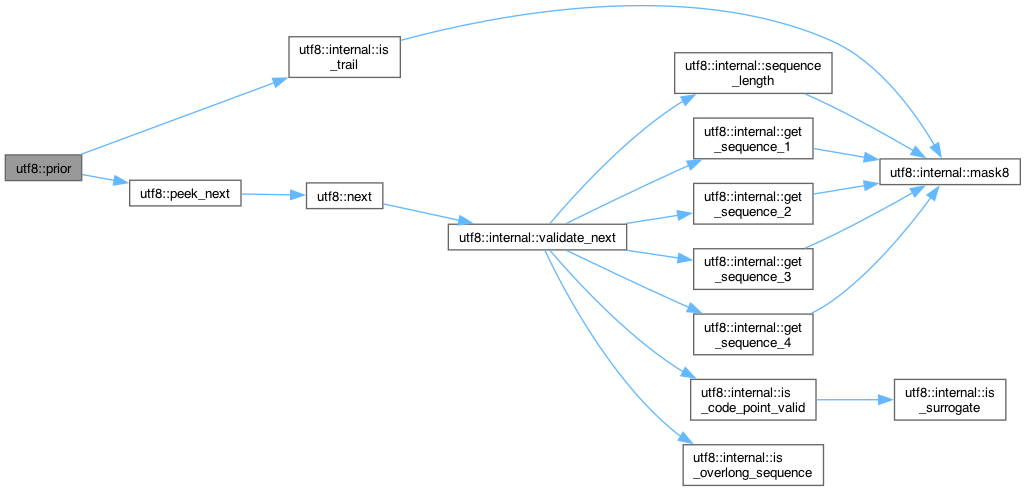 utf8::prior
utf8::internal::is
_trail
utf8::peek_next
utf8::next
utf8::internal::validate_next
utf8::internal::sequence
_length
utf8::internal::get
_sequence_1
utf8::internal::get
_sequence_2
utf8::internal::get
_sequence_3
utf8::internal::get
_sequence_4
utf8::internal::is
_code_point_valid
utf8::internal::is
_overlong_sequence
utf8::internal::mask8
utf8::internal::is
_surrogate